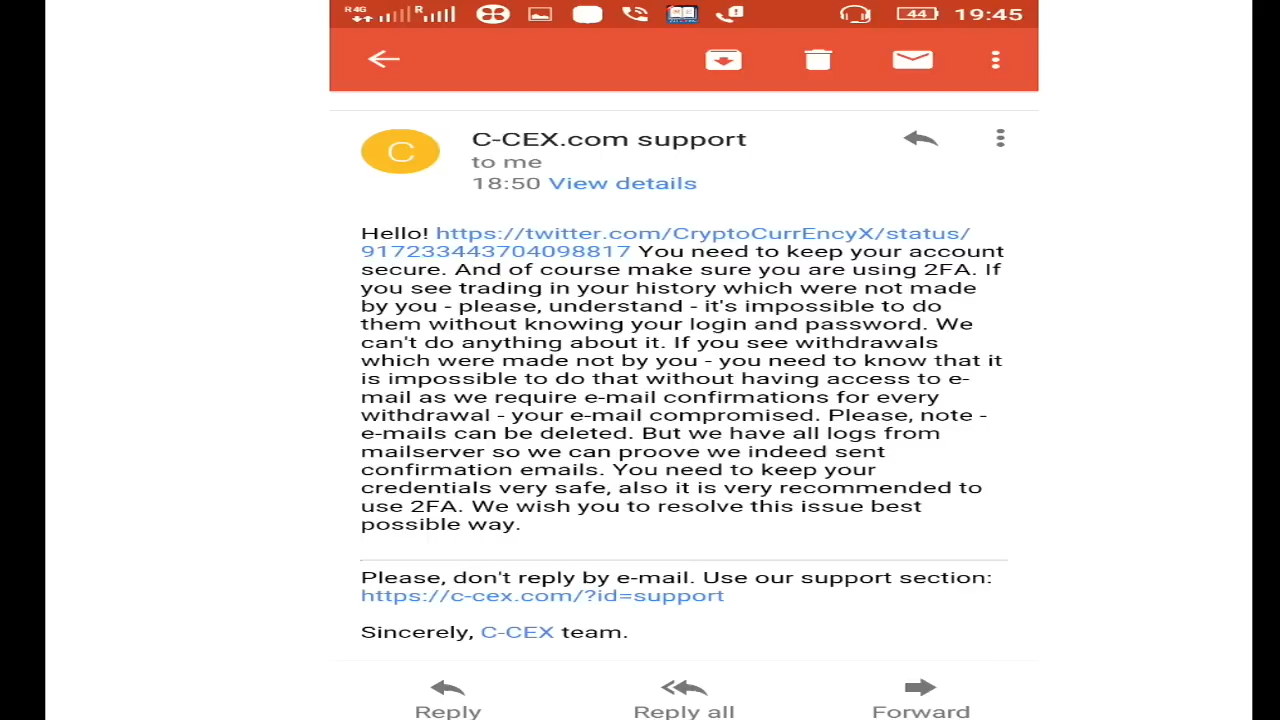 R4G R 44 19:45
C-CEX.com support
C
to me
18:50 View details
Hello! https://twitter.com/CryptoCurrEncyX/status/
917233443704098817 You need to keep your account
secure. And of course make sure you are using 2FA. If
you see trading in your history which were not made
by you - please, understand - it's impossible to do
them without knowing your login and password. We
can't do anything about it. If you see withdrawals
which were made not by you - you need to know that it
is impossible to do that without having access to e-
mail as we require e-mail confirmations for every
withdrawal - your e-mail compromised. Please, note -
e-mails can be deleted. But we have all logs from
mailserver so we can proove we indeed sent
confirmation emails. You need to keep your
credentials very safe, also it is very recommended to
use 2FA. We wish you to resolve this issue best
possible way.
Please, don't reply by e-mail. Use our support section:
https://c-cex.com/?id=support
Sincerely, C-CEX team.
Reply Reply all Forward